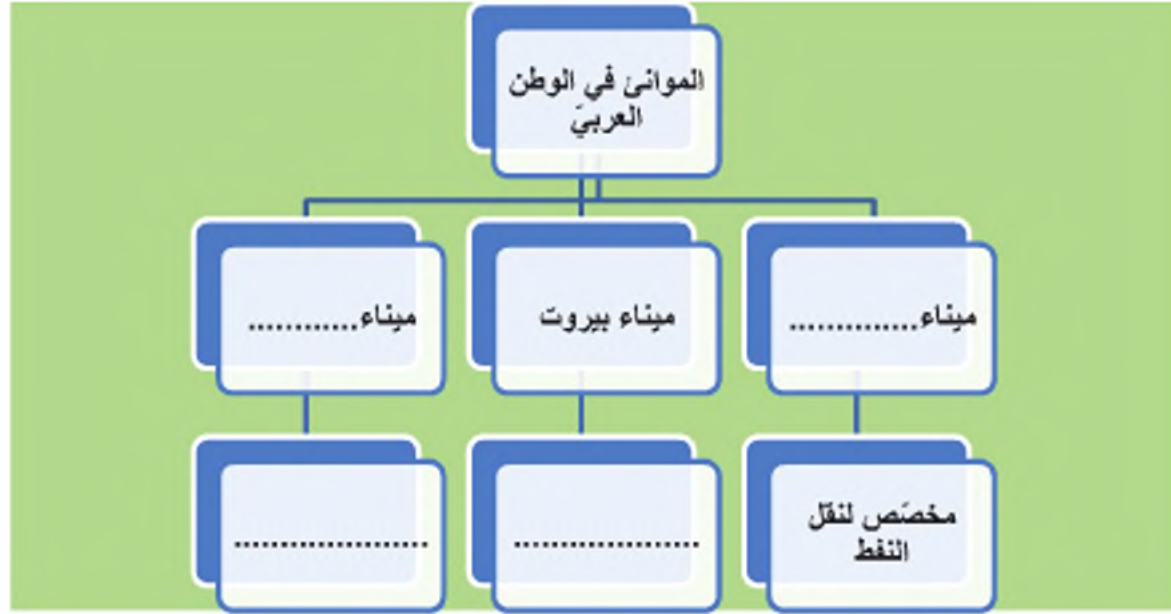 الموانئ في الوطن
العربيّ
ميناء..............
ميناء بيروت
ميناء............
مخصّص لنقل
النفط
....................
.....................